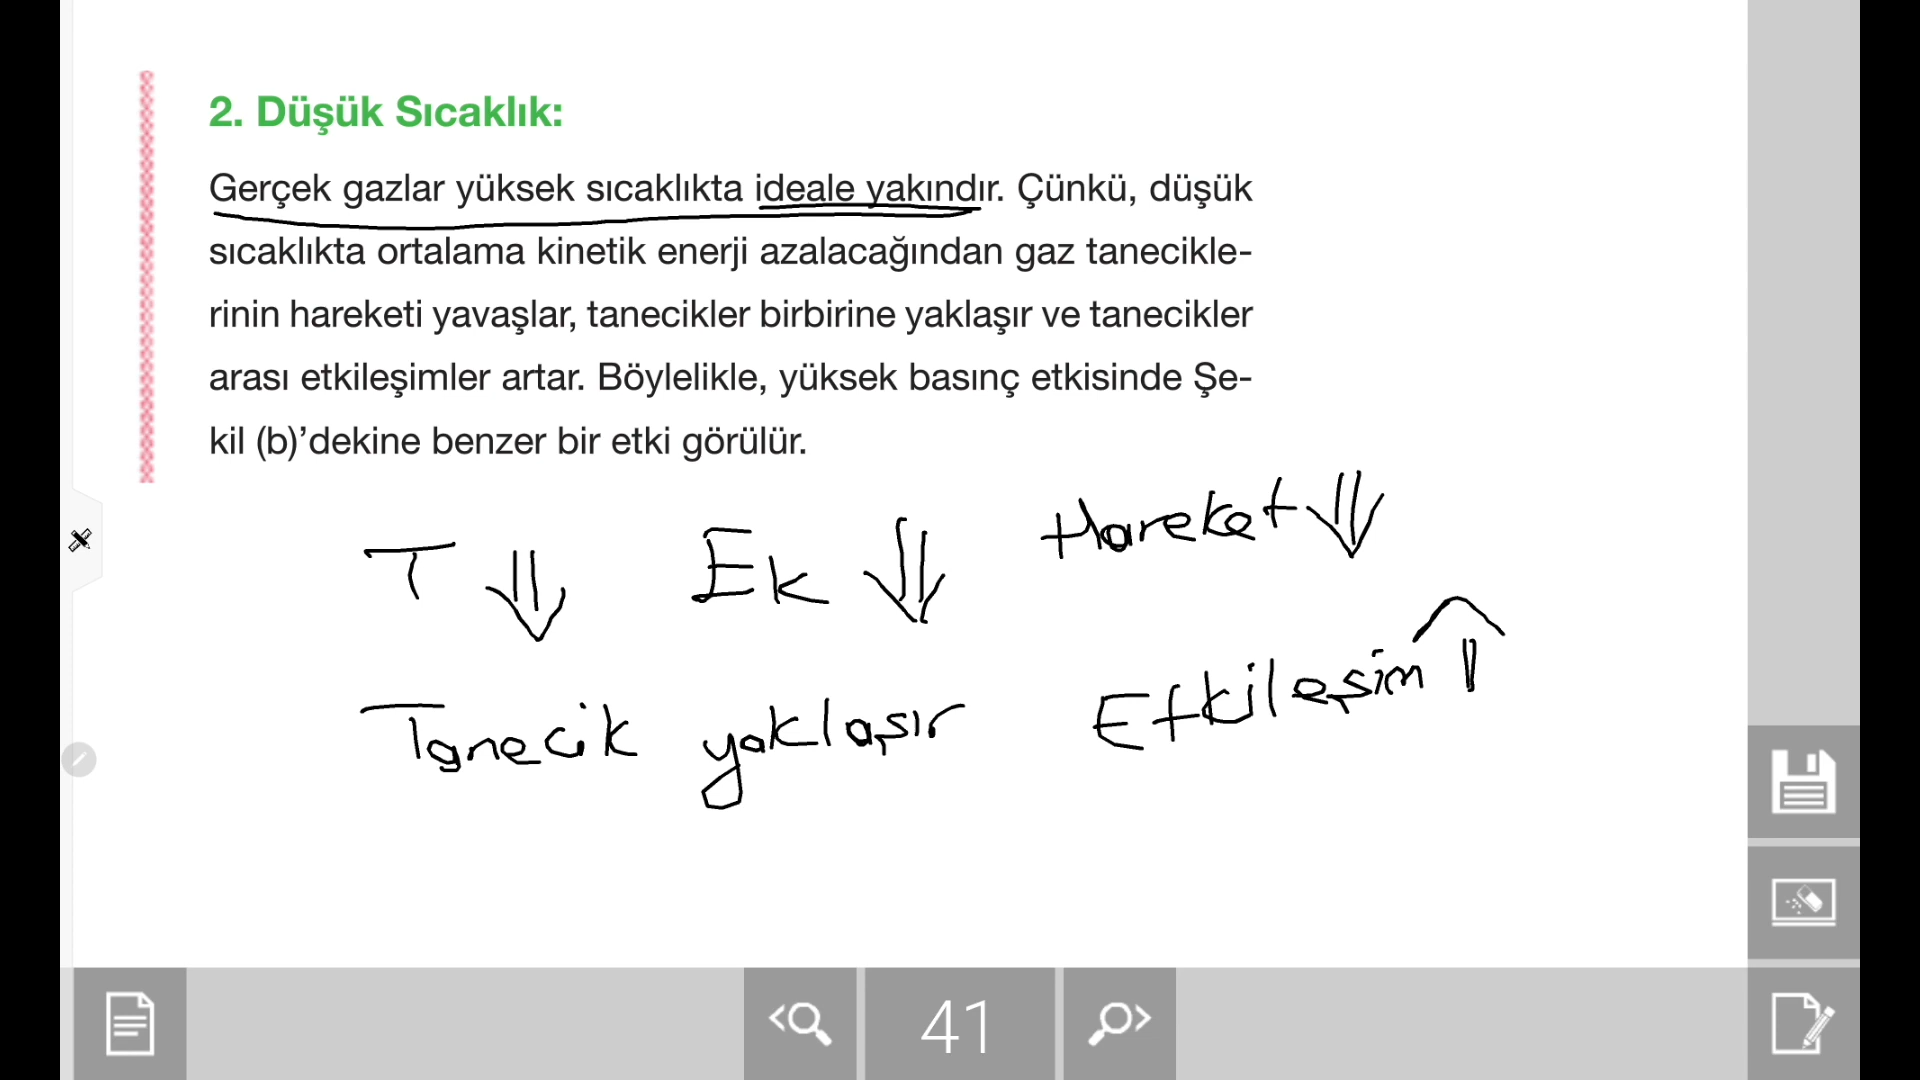 2. Düşük Sıcaklık:
Gerçek gazlar yüksek sıcaklıkta ideale yakındır. Çünkü, düşük
sıcaklıkta ortalama kinetik enerji azalacağından gaz tanecikle-
rinin hareketi yavaşlar, tanecikler birbirine yaklaşır ve tanecikler
arası etkileşimler artar. Böylelikle, yüksek basınç etkisinde Şe-
kil (b)’dekine benzer bir etki görülür.
T ⇓ Ek ⇓ Hareket ⇓
Tanecik yaklaşır Etkileşim ⇑
41